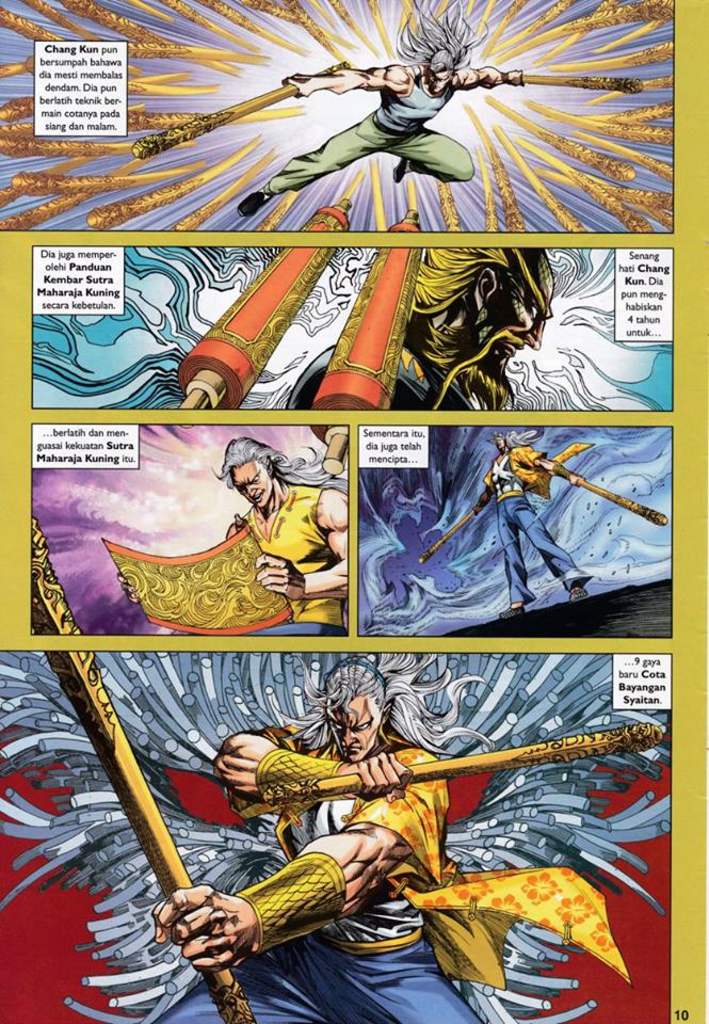 Chang Kun pun
bersumpah bahawa
dia mesti membalas
dendam. Dia pun
berlatih teknik ber-
main cotanya pada
siang dan malam.
Dia juga memper-
olehi Panduan
Kembar Sutra
Maharaja Kuning
secara kebetulan.
Senang
hati Chang
Kun. Dia
pun meng-
habiskan
4 tahun
untuk...
...berlatih dan men-
guasai kekuatan Sutra
Maharaja Kuning itu.
Sementara itu,
dia juga telah
mencipta...
...9 gaya
baru Cota
Bayangan
Syaitan.
10